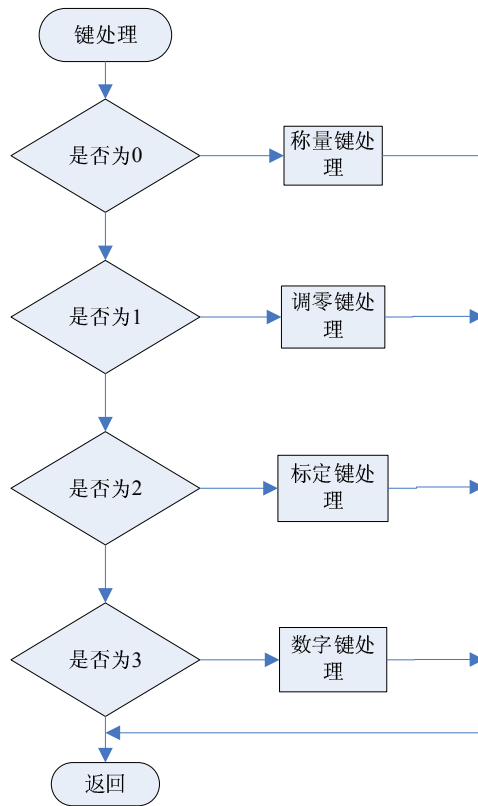 键处理
是否为0
称量键处
理
是否为1
调零键处
理
是否为2
标定键处
理
是否为3
数字键处
理
返回